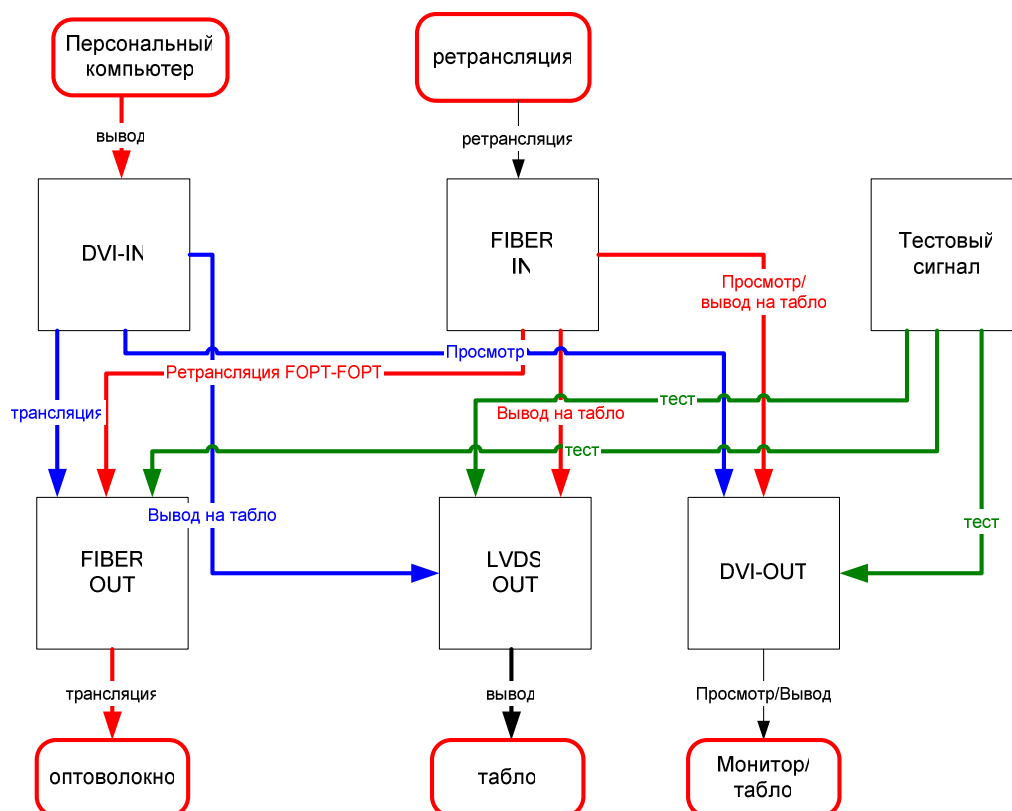 Персональный
компьютер
ретрансляция
вывод
ретрансляция
DVI-IN
FIBER
IN
Тестовый
сигнал
Просмотр/
вывод на табло
Просмотр
Ретрансляция FOPT-FOPT
трансляция
Вывод на табло
тест
тест
Вывод на табло
тест
FIBER
OUT
LVDS
OUT
DVI-OUT
трансляция
вывод
Просмотр/Вывод
оптоволокно
табло
Монитор/
табло